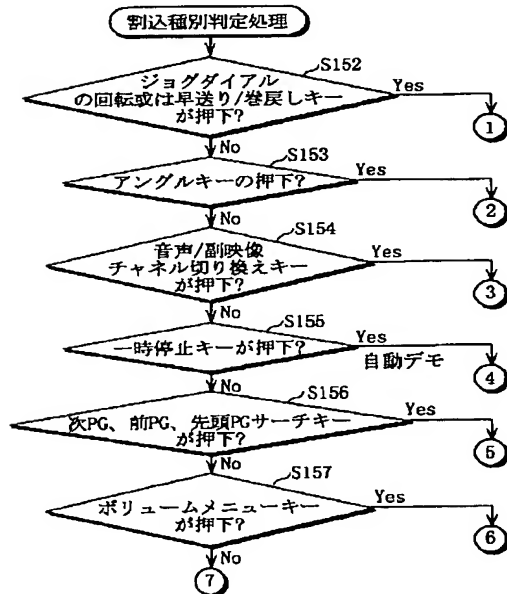 割込種別判定処理
S152
ジョグダイアル
の回転或は早送り/巻戻しキー
が押下?
Yes
①
No
S153
アングルキーの押下?
Yes
②
No
S154
音声/副映像
チャネル切り換えキー
が押下?
Yes
③
No
S155
一時停止キーが押下?
Yes
自動デモ
④
No
S156
次PG、前PG、先頭PGサーチキー
が押下?
Yes
⑤
No
S157
ボリュームメニューキー
が押下?
Yes
⑥
No
⑦